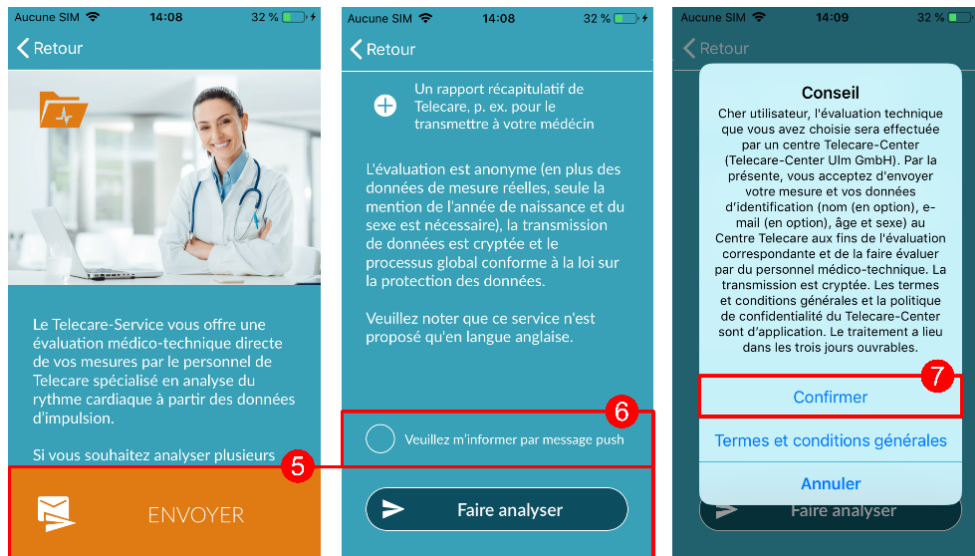 Aucune SIM 14:08 32 %
Retour
Le Telecare-Service vous offre une
évaluation médico-technique directe
de vos mesures par le personnel de
Telecare spécialisé en analyse du
rythme cardiaque à partir des données
d'impulsion.
Si vous souhaitez analyser plusieurs
5
ENVOYER
Aucune SIM 14:08 32 %
Retour
Un rapport récapitulatif de
Telecare, p. ex. pour le
transmettre à votre médécin
L'évaluation est anonyme (en plus des
données de mesure réelles, seule la
mention de l'année de naissance et du
sexe est nécessaire), la transmission
de données est cryptée et le
processus global conforme à la loi sur
la protection des données.
Veuillez noter que ce service n'est
proposé qu'en langue anglaise.
6
Veuillez m'informer par message push
Faire analyser
Aucune SIM 14:09 32 %
Retour
Conseil
Cher utilisateur, l'évaluation technique
que vous avez choisie sera effectuée
par un centre Telecare-Center
(Telecare-Center Ulm GmbH). Par la
présente, vous acceptez d'envoyer
votre mesure et vos données
d'identification (nom (en option), e-
mail (en option), âge et sexe) au
Centre Telecare aux fins de l'évaluation
correspondante et de la faire évaluer
par du personnel médico-technique. La
transmission est cryptée. Les termes
et conditions générales et la politique
de confidentialité du Telecare-Center
sont d'application. Le traitement a lieu
dans les trois jours ouvrables.
7
Confirmer
Termes et conditions générales
Annuler
Faire analyser